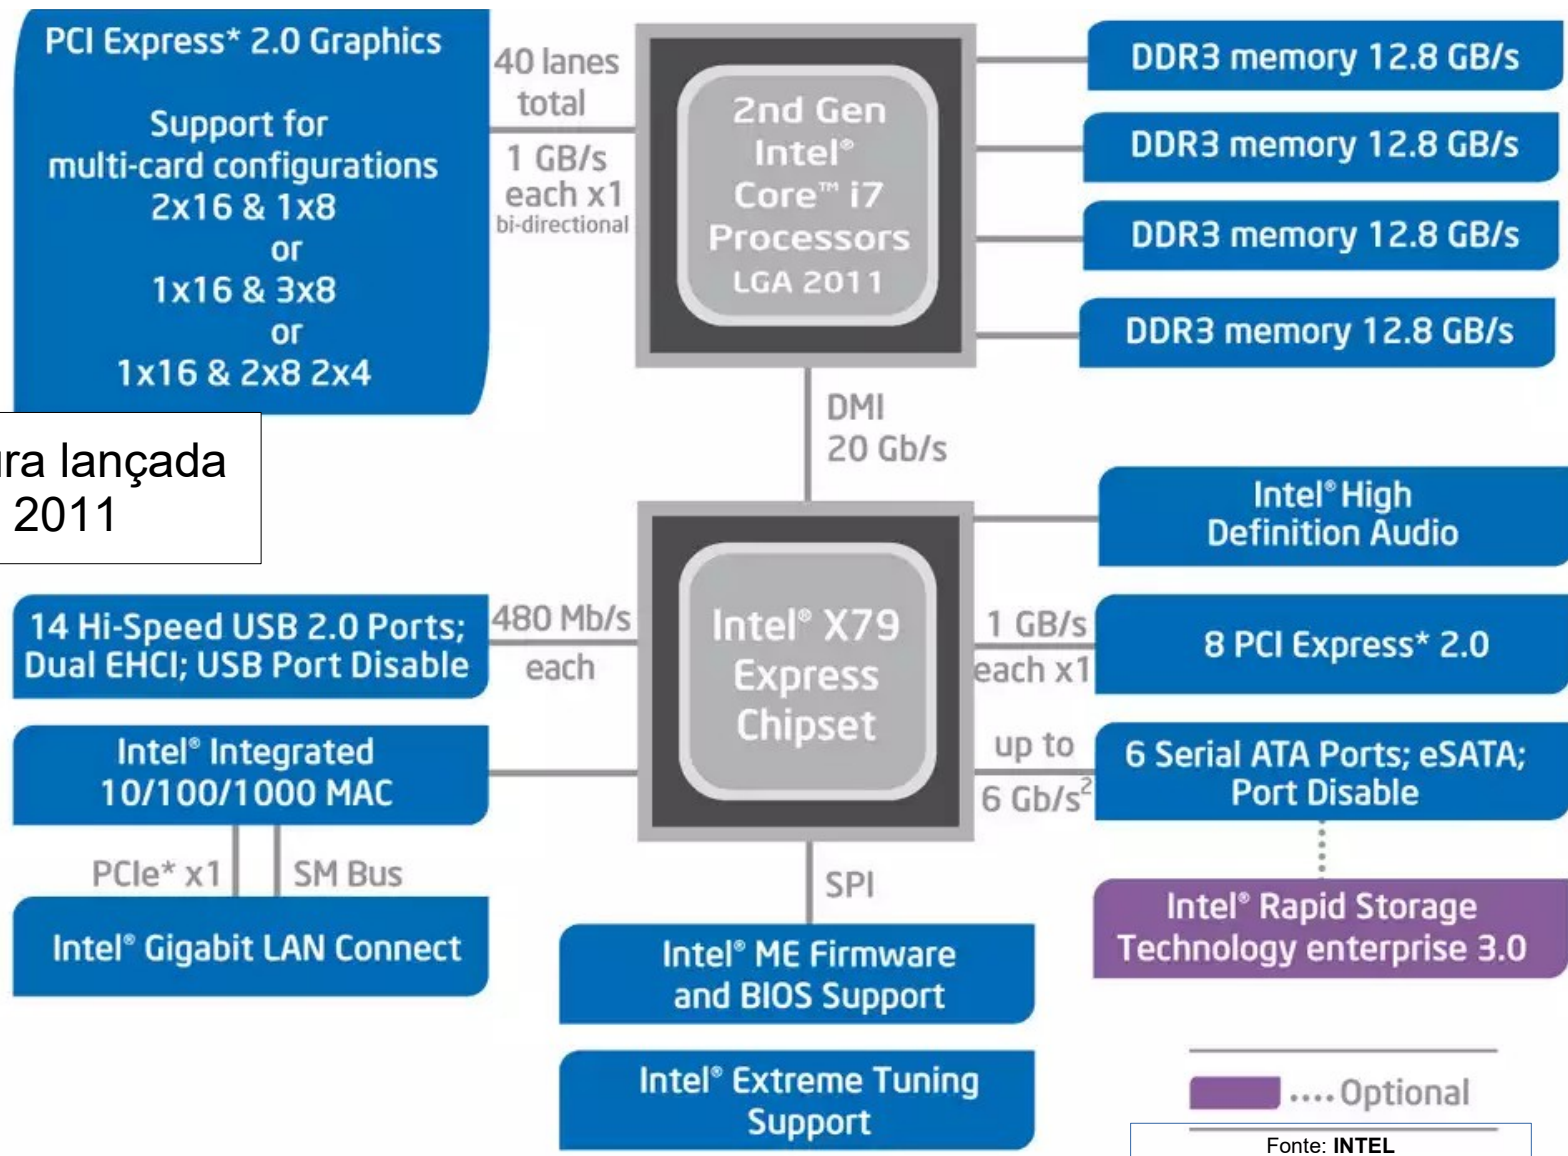 PCI Express* 2.0 Graphics
Support for
multi-card configurations
2x16 & 1x8
or
1x16 & 3x8
or
1x16 & 2x8 2x4
40 lanes
total
1 GB/s
each x1
bi-directional
2nd Gen
Intel®
Core™ i7
Processors
LGA 2011
DDR3 memory 12.8 GB/s
DDR3 memory 12.8 GB/s
DDR3 memory 12.8 GB/s
DDR3 memory 12.8 GB/s
DMI
20 Gb/s
lançada
2011
Intel® High
Definition Audio
14 Hi-Speed USB 2.0 Ports;
Dual EHCI; USB Port Disable
480 Mb/s
each
Intel® X79
Express
Chipset
1 GB/s
each x1
8 PCI Express* 2.0
Intel® Integrated
10/100/1000 MAC
up to
6 Gb/s²
6 Serial ATA Ports; eSATA;
Port Disable
PCIe* x1
SM Bus
Intel® Gigabit LAN Connect
SPI
Intel® ME Firmware
and BIOS Support
Intel® Rapid Storage
Technology enterprise 3.0
Intel® Extreme Tuning
Support
.... Optional
Fonte: INTEL